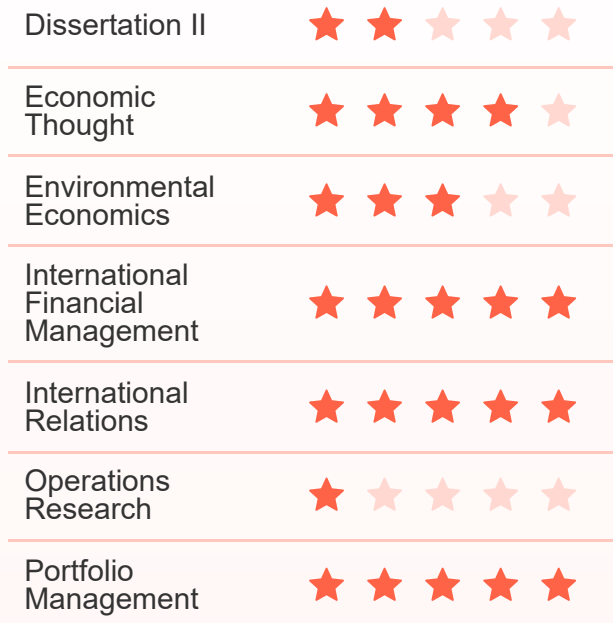 Dissertation II
Economic
Thought
Environmental
Economics
International
Financial
Management
International
Relations
Operations
Research
Portfolio
Management